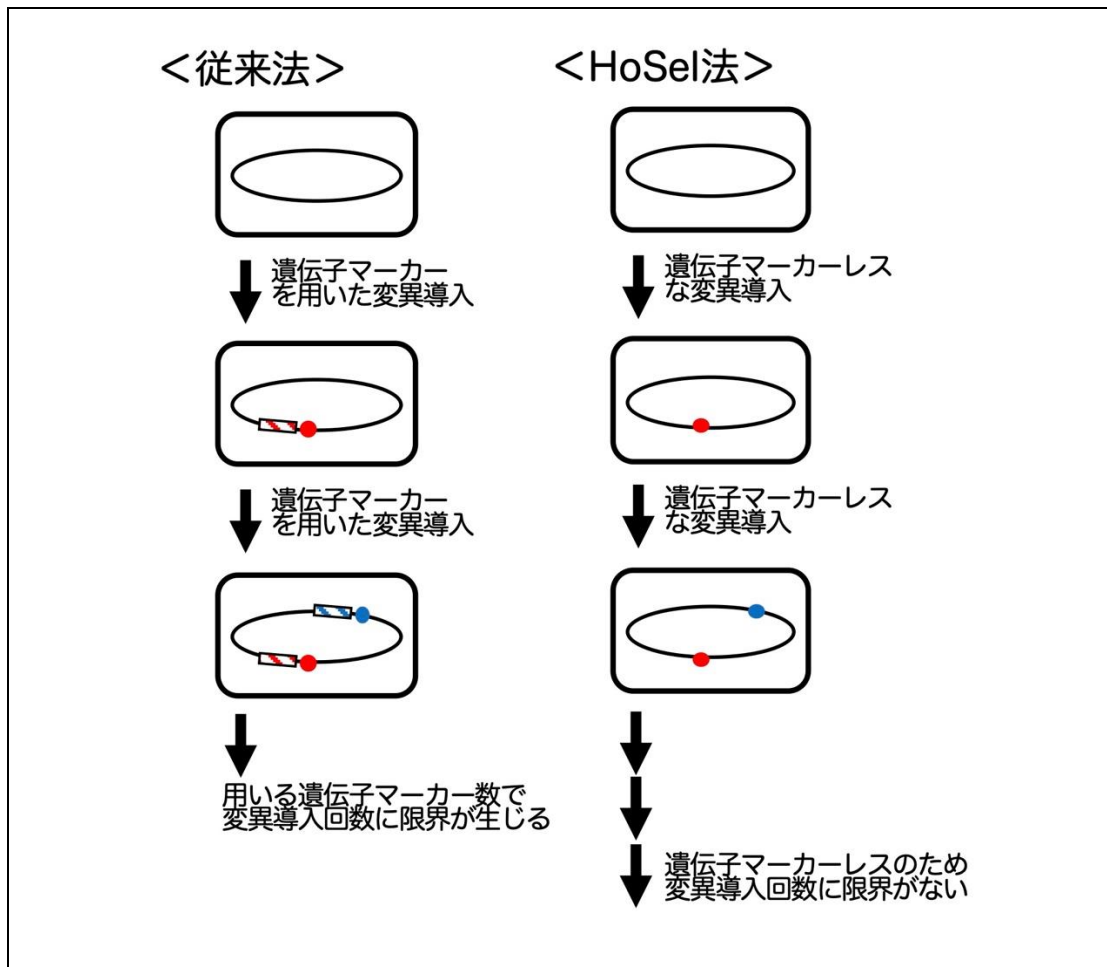 ＜従来法＞
遺伝子マーカー
を用いた変異導入
遺伝子マーカー
を用いた変異導入
用いる遺伝子マーカー数で
変異導入回数に限界が生じる
＜HoSeI法＞
遺伝子マーカーレス
な変異導入
遺伝子マーカーレス
な変異導入
遺伝子マーカーレスのため
変異導入回数に限界がない